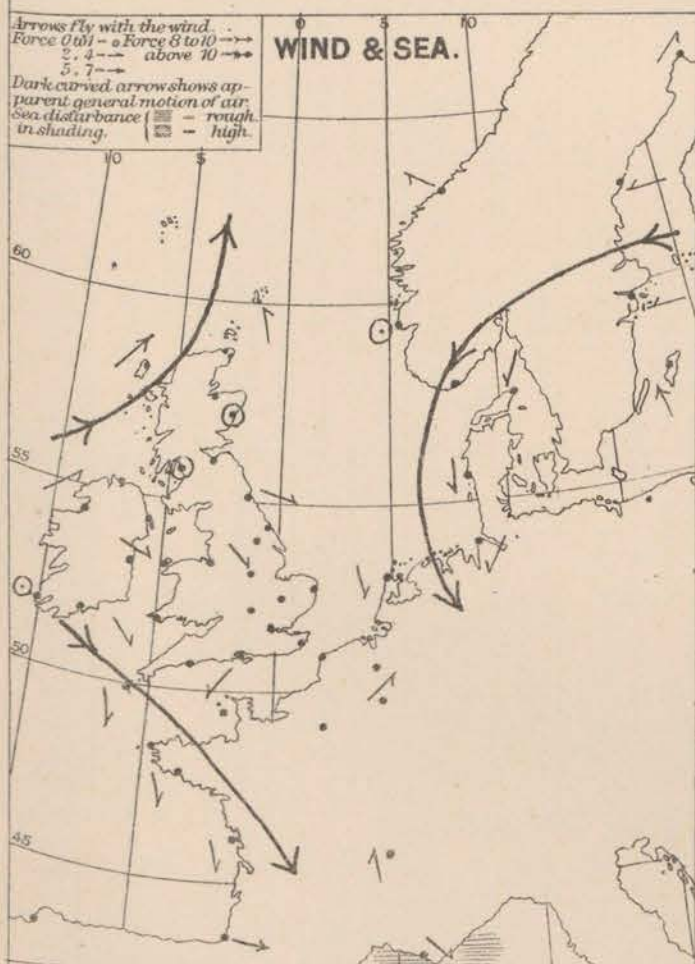 Arrows fly with the wind.
Force 0 to 1 – o Force 8 to 10
2. 4 – above 10
5. 7 –
Dark curved arrow shows ap-
parent general motion of air.
Sea disturbance { – rough.
in shading. – high.
WIND & SEA.
0 5 10
10 5
60
55
50
45